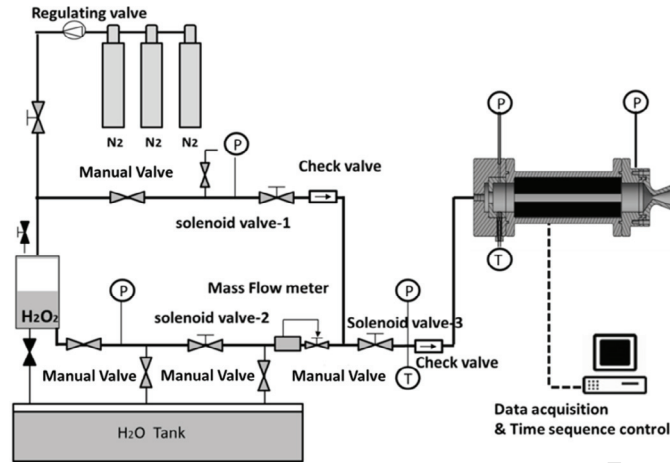 Regulating valve
N2 N2 N2
P
P
P
Manual Valve
Check valve
solenoid valve-1
T
H2O2
P
Mass Flow meter
P
solenoid valve-2
Solenoid valve-3
Check valve
T
Manual Valve
Manual Valve
Manual Valve
H2O Tank
Data acquisition
& Time sequence control